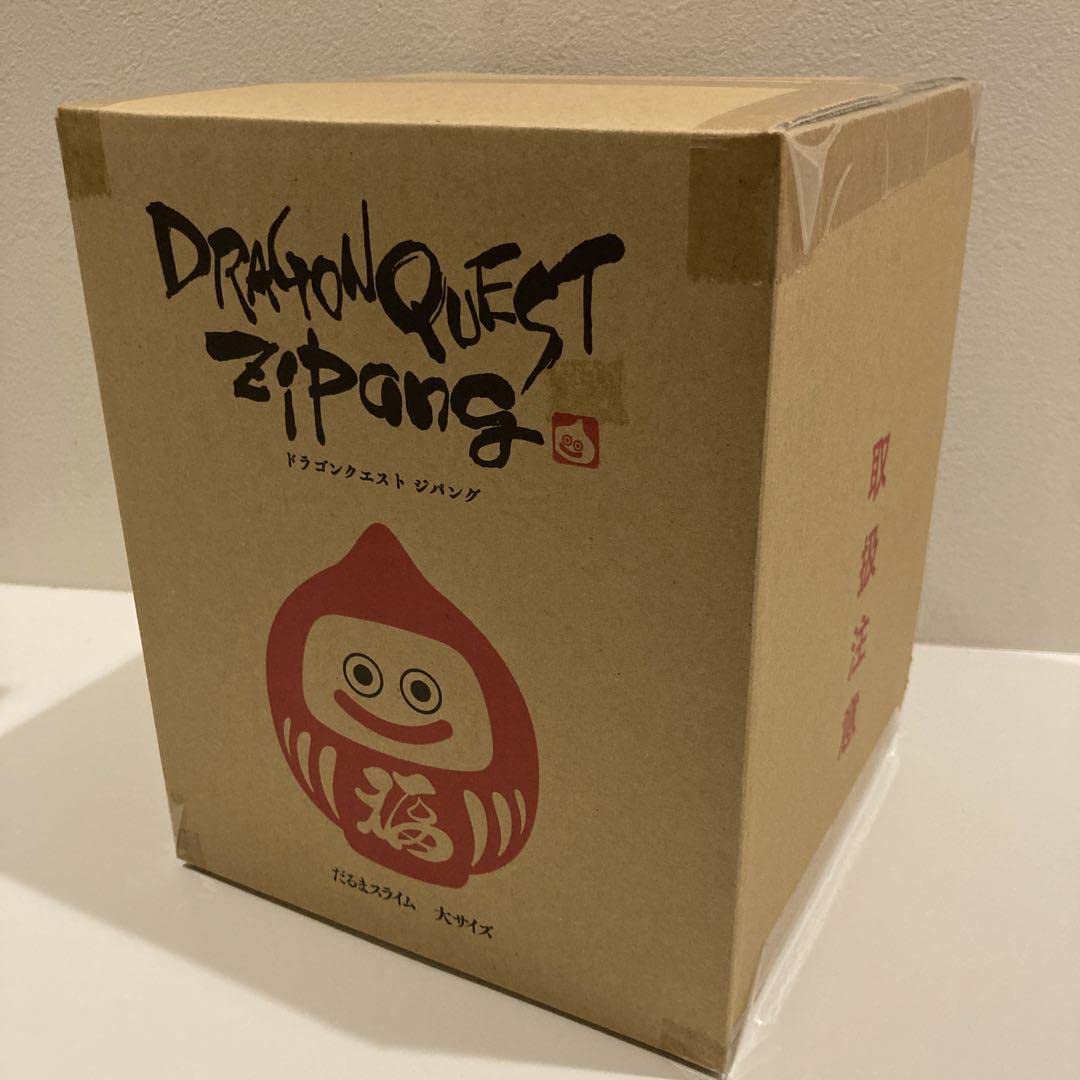 DRAGON QUEST
zipang
ドラゴンクエスト ジパング
福
だるまスライム 大サイズ
取扱注意